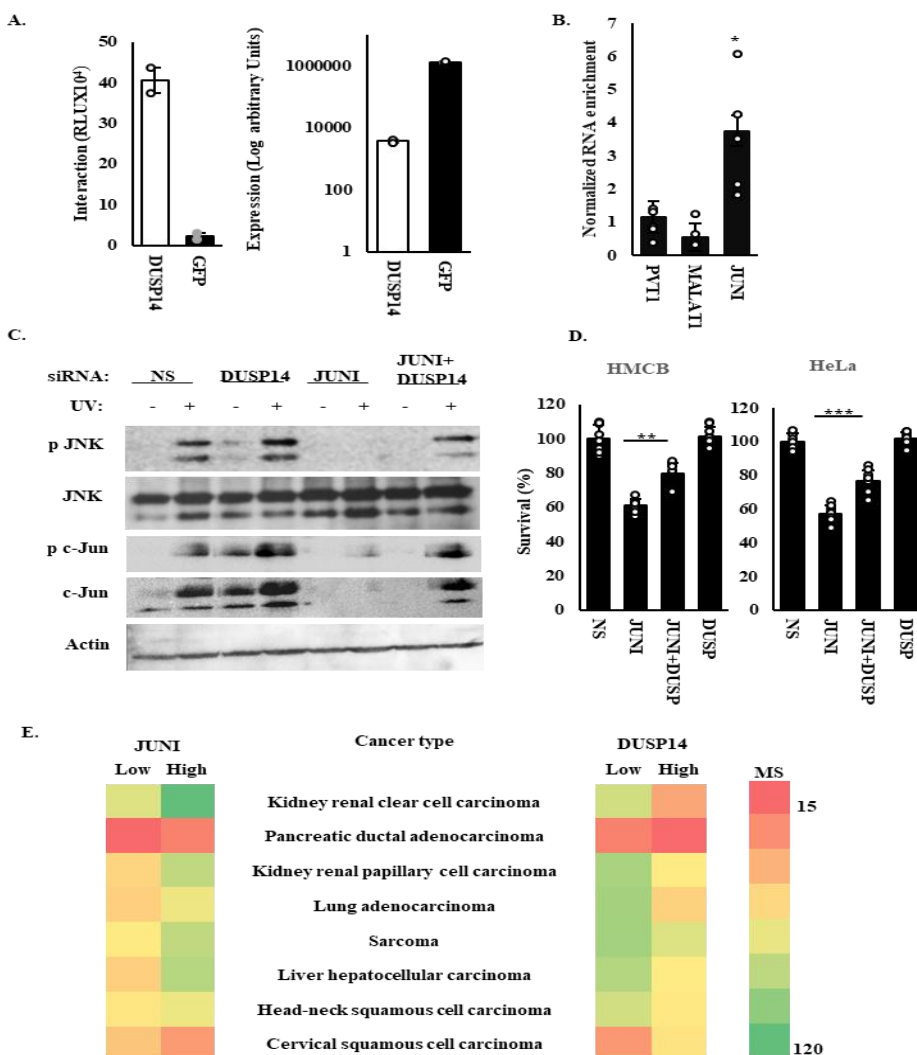 A.
Interaction (RLUX10⁴)
50
40
30
20
10
0
DUSP14
GFP
Expression (Log arbitrary Units)
1000000
10000
100
1
DUSP14
GFP
B.
Normalized RNA enrichment
7
6
5
4
3
2
1
0
*
PVT1
MALAT1
JUNI
C.
siRNA: NS DUSP14 JUNI JUNI+
DUSP14
UV: - + - + - + - +
p JNK
JNK
p c-Jun
c-Jun
Actin
D.
HMCB
Survival (%)
120
100
80
60
40
20
0
**
NS
JUNI
JUNI+DUSP
DUSP
HeLa
120
100
80
60
40
20
0
***
NS
JUNI
JUNI+DUSP
DUSP
E.
JUNI Cancer type DUSP14
Low High Low High MS
Kidney renal clear cell carcinoma 15
Pancreatic ductal adenocarcinoma
Kidney renal papillary cell carcinoma
Lung adenocarcinoma
Sarcoma
Liver hepatocellular carcinoma
Head-neck squamous cell carcinoma
Cervical squamous cell carcinoma 120